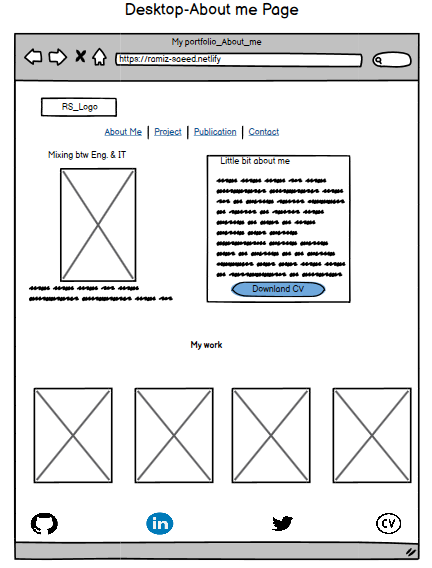 Desktop-About me Page
My portfolio_About_me
https://ramiz-saeed.netlify
RS_Logo
About Me | Project | Publication | Contact
Mixing btw Eng. & IT
Little bit about me
Downland CV
My work
in
CV